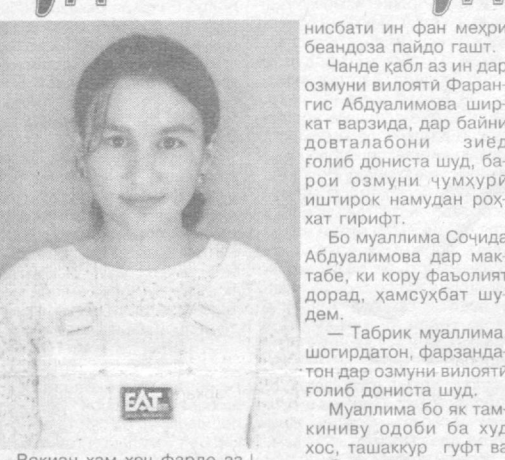 EAT
нисбати ин фан меҳри
беандоза пайдо гашт.
Чанде қабл аз ин дар
озмуни вилоятӣ Фаран-
гис Абдуалимова шир-
кат варзида, дар байни
довталабони зиёд
ғолиб дониста шуд, ба-
рои озмуни ҷумҳурӣ
иштирок намудан роҳ-
хат гирифт.
Бо муаллима Соҷида
Абдуалимова дар мак-
табе, ки кору фаъолият
дорад, ҳамсӯҳбат шу-
дем.
— Табрик муаллима,
шогирдатон, фарзанда-
тон дар озмуни вилоятӣ
ғолиб дониста шуд.
Муаллима бо як там-
киниву одоби ба худ
хос, ташаккур гуфт ва